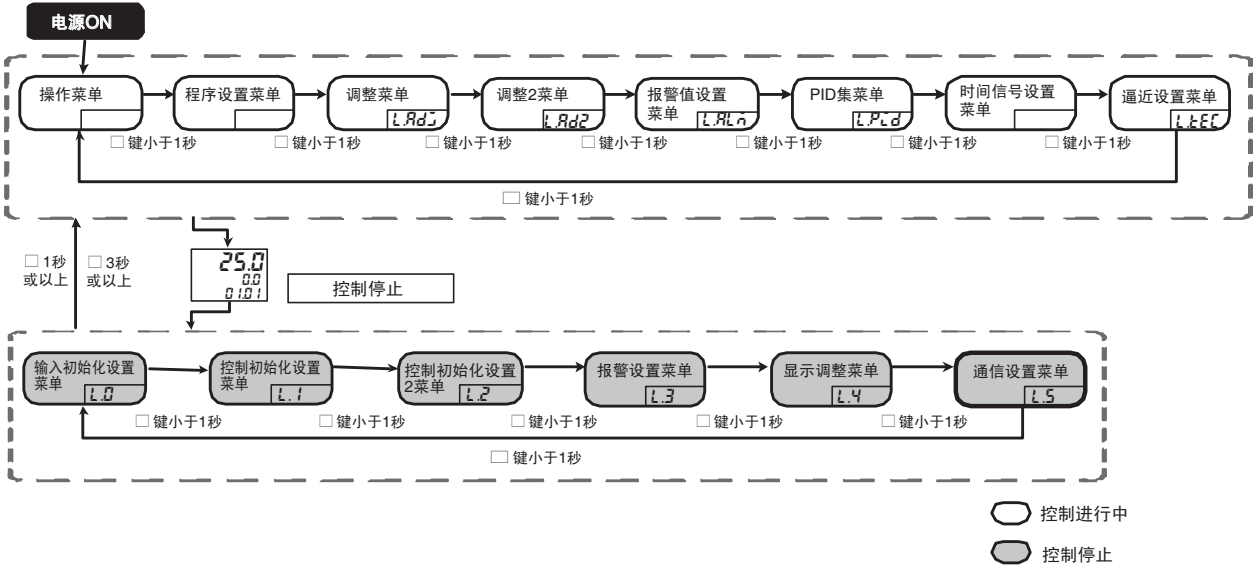 电源ON
操作菜单
程序设置菜单
调整菜单
L.AdJ
调整2菜单
L.Ad2
报警值设置
菜单
L.ALM
PID集菜单
L.PID
时间信号设置
菜单
逼近设置菜单
L.tEC
□ 键小于1秒
□ 键小于1秒
□ 键小于1秒
□ 键小于1秒
□ 键小于1秒
□ 键小于1秒
□ 键小于1秒
□ 键小于1秒
□ 1秒
或以上
□ 3秒
或以上
25.0
0.0
01.01
控制停止
输入初始化设置
菜单
L.0
控制初始化设置
菜单
L.1
控制初始化设置
2菜单
L.2
报警设置菜单
L.3
显示调整菜单
L.4
通信设置菜单
L.5
□ 键小于1秒
□ 键小于1秒
□ 键小于1秒
□ 键小于1秒
□ 键小于1秒
□ 键小于1秒
控制进行中
控制停止